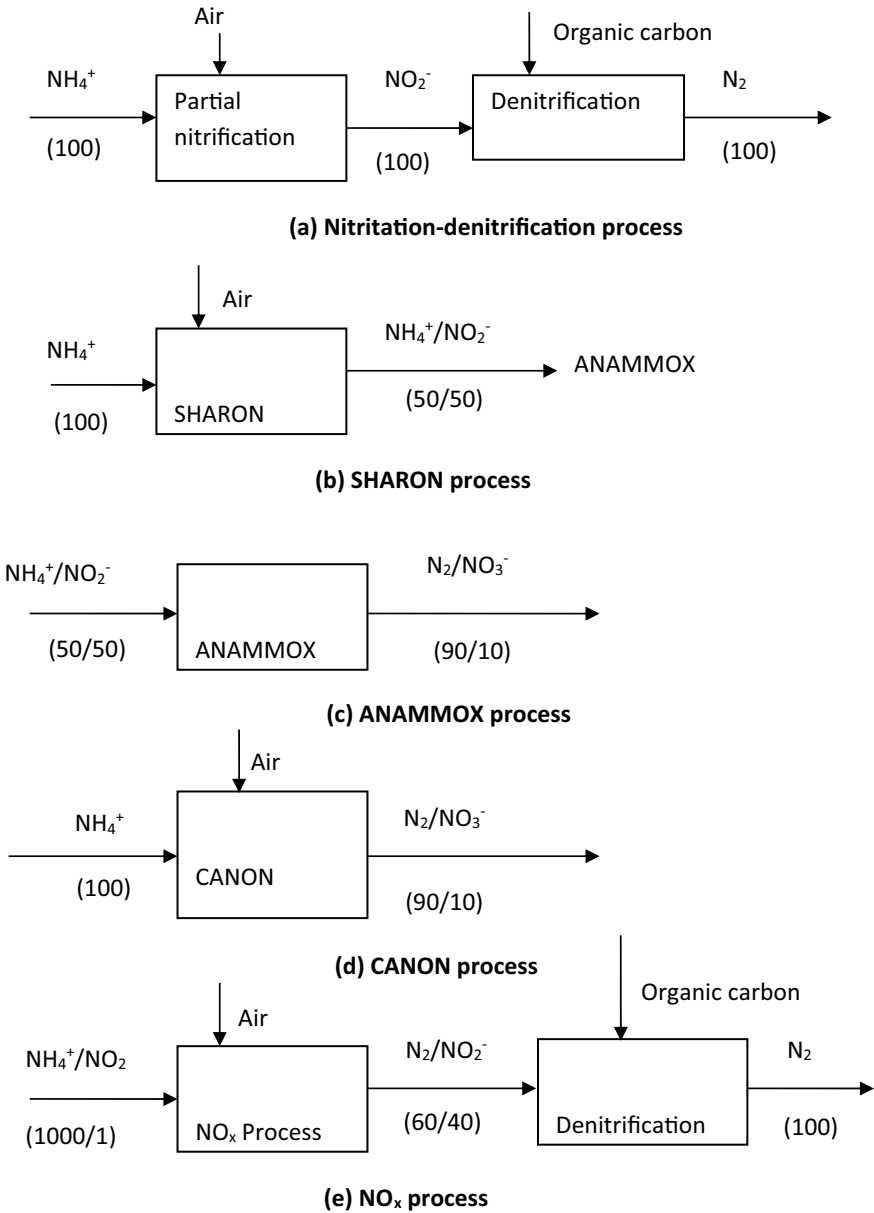 Air
Organic carbon
NH₄⁺
NO₂⁻
N₂
Partial
nitrification
Denitrification
(100)
(100)
(100)
(a) Nitritation-denitrification process
Air
NH₄⁺
NH₄⁺/NO₂⁻
ANAMMOX
(100)
SHARON
(50/50)
(b) SHARON process
NH₄⁺/NO₂⁻
N₂/NO₃⁻
(50/50)
ANAMMOX
(90/10)
(c) ANAMMOX process
Air
NH₄⁺
N₂/NO₃⁻
(100)
CANON
(90/10)
(d) CANON process
Organic carbon
Air
NH₄⁺/NO₂
N₂/NO₂⁻
N₂
(1000/1)
NOₓ Process
(60/40)
Denitrification
(100)
(e) NOₓ process